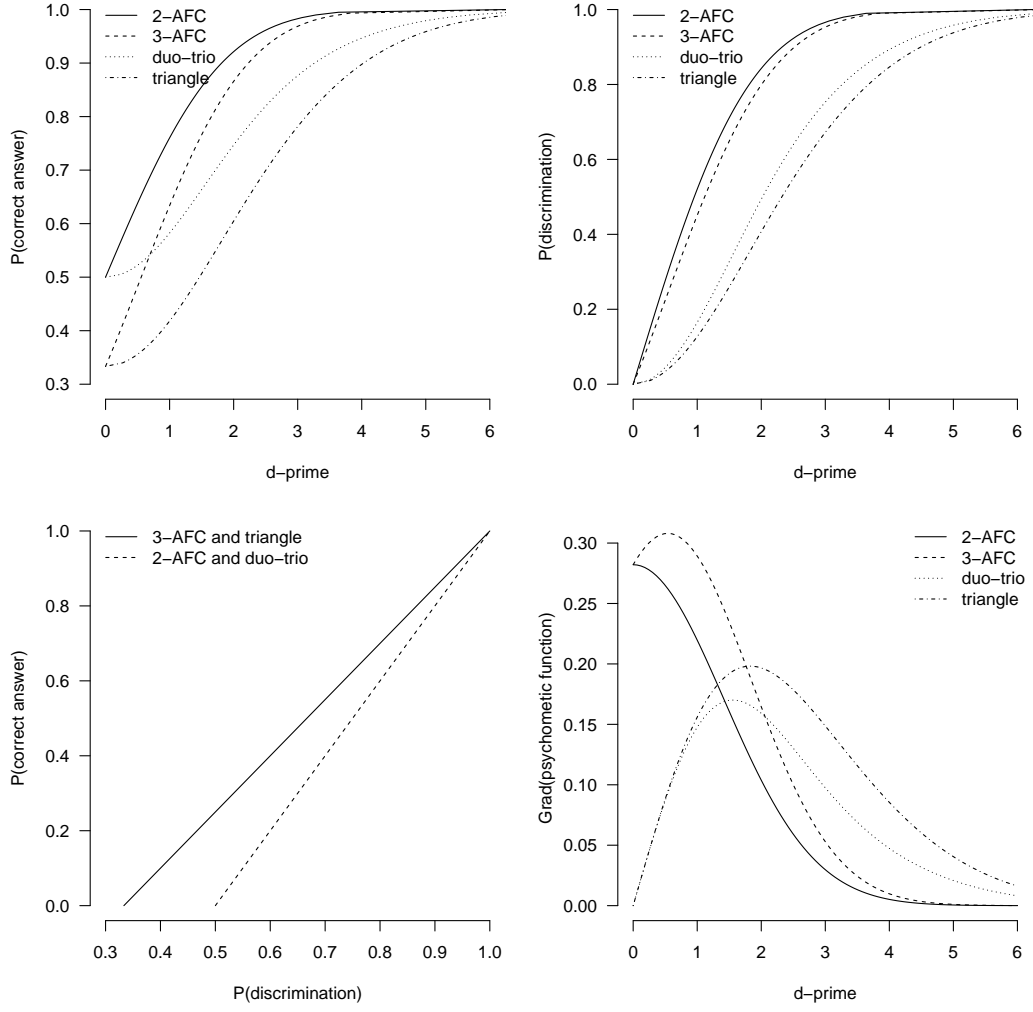 1.0
0.9
0.8
0.7
0.6
0.5
0.4
0.3
P(correct answer)
2−AFC
3−AFC
duo−trio
triangle
0 1 2 3 4 5 6
d−prime
1.0
0.8
0.6
0.4
0.2
0.0
P(discrimination)
2−AFC
3−AFC
duo−trio
triangle
0 1 2 3 4 5 6
d−prime
1.0
0.8
0.6
0.4
0.2
0.0
P(correct answer)
3−AFC and triangle
2−AFC and duo−trio
0.3 0.4 0.5 0.6 0.7 0.8 0.9 1.0
P(discrimination)
0.30
0.25
0.20
0.15
0.10
0.05
0.00
Grad(psychometic function)
2−AFC
3−AFC
duo−trio
triangle
0 1 2 3 4 5 6
d−prime